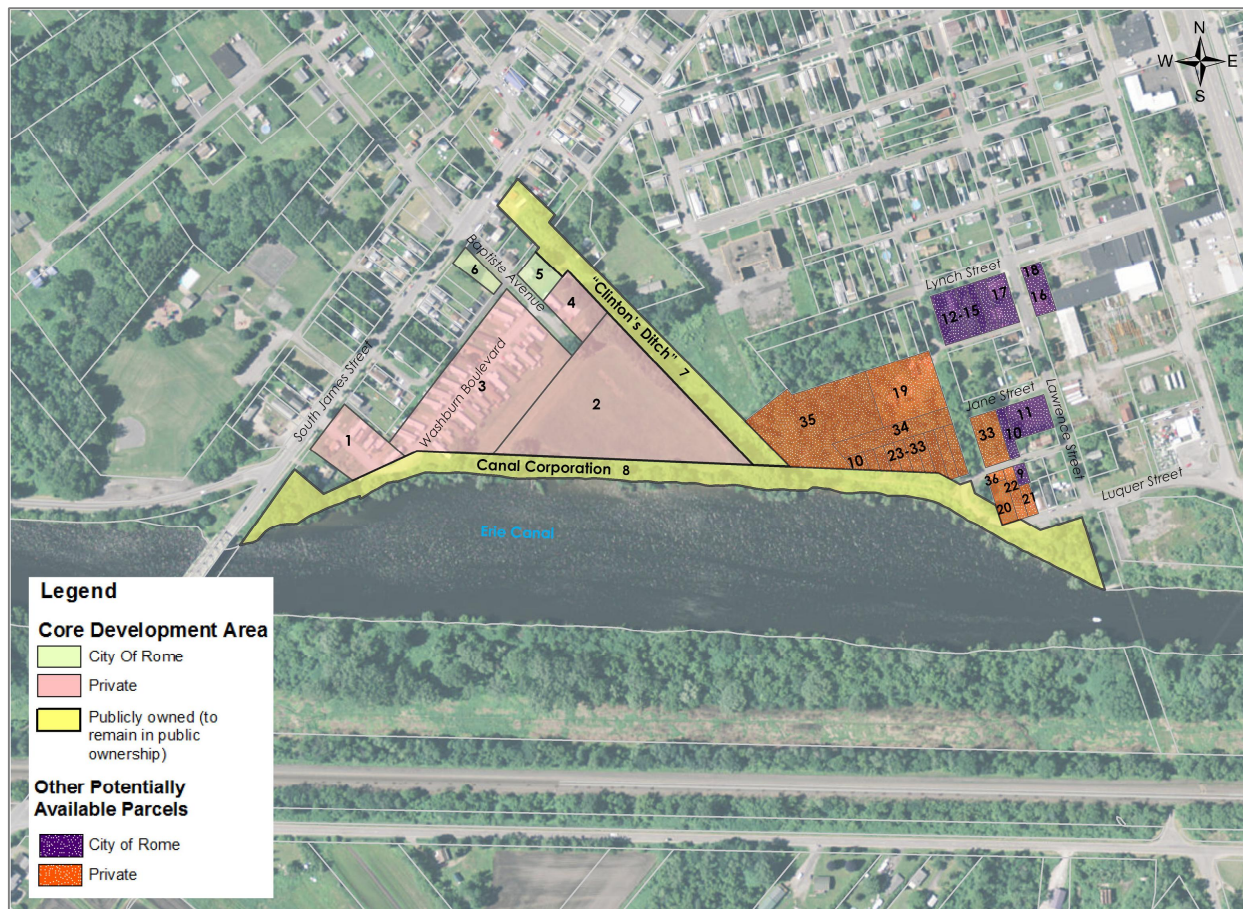 N
W E
S
Baptiste Avenue
6
5
4
"Clinton's Ditch" 7
South James Street
Washburn Boulevard
3
2
1
Canal Corporation 8
Erie Canal
Lynch Street
18
17
16
12-15
19
35
34
10
23-33
Jane Street
Lawrence Street
33
11
10
9
36
22
21
20
Luquer Street
Legend
Core Development Area
City Of Rome
Private
Publicly owned (to
remain in public
ownership)
Other Potentially
Available Parcels
City of Rome
Private